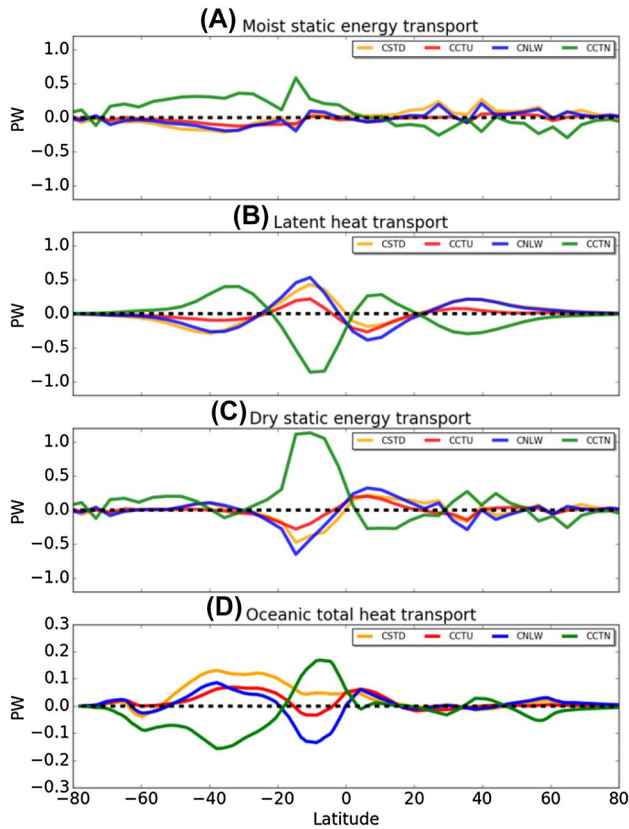 (A) Moist static energy transport
CSTD CCTU CNLW CCTN
1.0
0.5
0.0
−0.5
−1.0
PW
(B) Latent heat transport
CSTD CCTU CNLW CCTN
1.0
0.5
0.0
−0.5
−1.0
PW
(C) Dry static energy transport
CSTD CCTU CNLW CCTN
1.0
0.5
0.0
−0.5
−1.0
PW
(D) Oceanic total heat transport
CSTD CCTU CNLW CCTN
0.3
0.2
0.1
0.0
−0.1
−0.2
−0.3
PW
−80 −60 −40 −20 0 20 40 60 80
Latitude